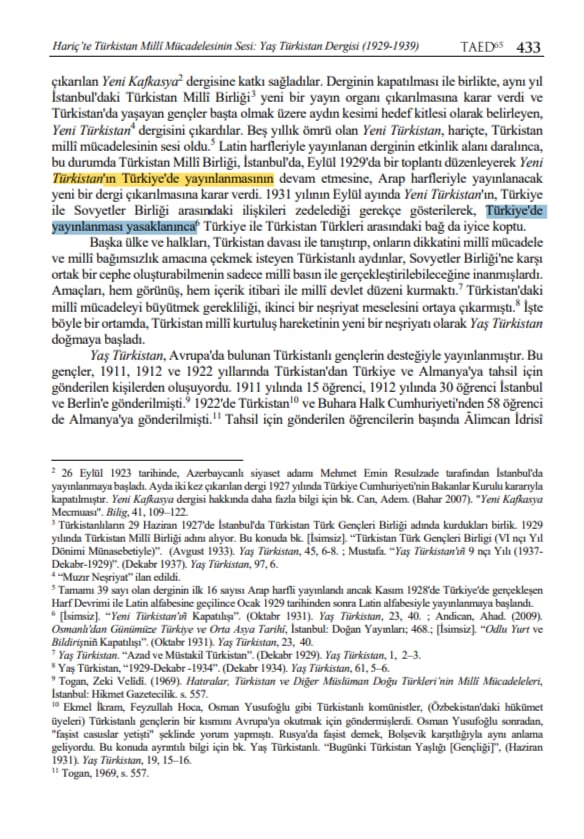 Hariç'te Türkistan Millî Mücadelesinin Sesi: Yaş Türkistan Dergisi (1929-1939) TAED⁶⁵ 433
çıkarılan Yeni Kafkasya² dergisine katkı sağladılar. Derginin kapatılması ile birlikte, aynı yıl
İstanbul'daki Türkistan Millî Birliği³ yeni bir yayın organı çıkarılmasına karar verdi ve
Türkistan'da yaşayan gençler başta olmak üzere aydın kesimi hedef kitlesi olarak belirleyen,
Yeni Türkistan⁴ dergisini çıkardılar. Beş yıllık ömrü olan Yeni Türkistan, hariçte, Türkistan
millî mücadelesinin sesi oldu.⁵ Latin harfleriyle yayınlanan derginin etkinlik alanı daralınca,
bu durumda Türkistan Millî Birliği, İstanbul'da, Eylül 1929'da bir toplantı düzenleyerek Yeni
Türkistan'ın Türkiye'de yayınlanmasının devam etmesine, Arap harfleriyle yayınlanacak
yeni bir dergi çıkarılmasına karar verdi. 1931 yılının Eylül ayında Yeni Türkistan'ın, Türkiye
ile Sovyetler Birliği arasındaki ilişkileri zedelediği gerekçe gösterilerek, Türkiye'de
yayınlanması yasaklanınca⁶ Türkiye ile Türkistan Türkleri arasındaki bağ da iyice koptu.
Başka ülke ve halkları, Türkistan davası ile tanıştırıp, onların dikkatini millî mücadele
ve millî bağımsızlık amacına çekmek isteyen Türkistanlı aydınlar, Sovyetler Birliği'ne karşı
ortak bir cephe oluşturabilmenin sadece millî basın ile gerçekleştirilebileceğine inanmışlardı.
Amaçları, hem görünüş, hem içerik itibari ile millî devlet düzeni kurmaktı.⁷ Türkistan'daki
millî mücadeleyi büyütmek gerekliliği, ikinci bir neşriyat meselesini ortaya çıkarmıştı.⁸ İşte
böyle bir ortamda, Türkistan millî kurtuluş hareketinin yeni bir neşriyatı olarak Yaş Türkistan
doğmaya başladı.
Yaş Türkistan, Avrupa'da bulunan Türkistanlı gençlerin desteğiyle yayınlanmıştır. Bu
gençler, 1911, 1912 ve 1922 yıllarında Türkistan'dan Türkiye ve Almanya'ya tahsil için
gönderilen kişilerden oluşuyordu. 1911 yılında 15 öğrenci, 1912 yılında 30 öğrenci İstanbul
ve Berlin'e gönderilmişti.⁹ 1922'de Türkistan¹⁰ ve Buhara Halk Cumhuriyeti'nden 58 öğrenci
de Almanya'ya gönderilmişti.¹¹ Tahsil için gönderilen öğrencilerin başında Âlimcan İdrisî
² 26 Eylül 1923 tarihinde, Azerbaycanlı siyaset adamı Mehmet Emin Resulzade tarafından İstanbul'da
yayınlanmaya başladı. Ayda iki kez çıkarılan dergi 1927 yılında Türkiye Cumhuriyeti'nin Bakanlar Kurulu kararıyla
kapatılmıştır. Yeni Kafkasya dergisi hakkında daha fazla bilgi için bk. Can, Adem. (Bahar 2007). "Yeni Kafkasya
Mecmuası". Bilig, 41, 109–122.
³ Türkistanlıların 29 Haziran 1927'de İstanbul'da Türkistan Türk Gençleri Birliği adında kurdukları birlik. 1929
yılında Türkistan Millî Birliği adını alıyor. Bu konuda bk. [İsimsiz]. “Türkistan Türk Gençleri Birligi (VI nçı Yıl
Dönimi Münasebetiyle)”. (Avgust 1933). Yaş Türkistan, 45, 6-8. ; Mustafa. “Yaş Türkistan'ıñ 9 nçı Yılı (1937-
Dekabr-1929)”. (Dekabr 1937). Yaş Türkistan, 97, 6.
⁴ “Muzır Neşriyat” ilan edildi.
⁵ Tamamı 39 sayı olan derginin ilk 16 sayısı Arap harfli yayınlandı ancak Kasım 1928'de Türkiye'de gerçekleşen
Harf Devrimi ile Latin alfabesine geçilince Ocak 1929 tarihinden sonra Latin alfabesiyle yayınlanmaya başlandı.
⁶ [İsimsiz]. “Yeni Türkistan'ıñ Kapatılışı”. (Oktabr 1931). Yaş Türkistan, 23, 40. ; Andican, Ahad. (2009).
Osmanlı'dan Günümüze Türkiye ve Orta Asya Tarihî, İstanbul: Doğan Yayınları; 468.; [İsimsiz]. “Odlu Yurt ve
Bildirişniñ Kapatılışı”. (Oktabr 1931). Yaş Türkistan, 23, 40.
⁷ Yaş Türkistan. “Azad ve Müstakil Türkistan”. (Dekabr 1929). Yaş Türkistan, 1, 2–3.
⁸ Yaş Türkistan, “1929-Dekabr -1934”. (Dekabr 1934). Yaş Türkistan, 61, 5–6.
⁹ Togan, Zeki Velidî. (1969). Hatıralar, Türkistan ve Diğer Müslüman Doğu Türkleri'nin Millî Mücadeleleri,
İstanbul: Hikmet Gazetecilik. s. 557.
¹⁰ Ekmel İkram, Feyzullah Hoca, Osman Yusufoğlu gibi Türkistanlı komünistler, (Özbekistan'daki hükümet
üyeleri) Türkistanlı gençlerin bir kısmını Avrupa'ya okutmak için göndermişlerdi. Osman Yusufoğlu sonradan,
"faşist casuslar yetişti" şeklinde yorum yapmıştı. Rusya'da faşist demek, Bolşevik karşıtlığıyla aynı anlama
geliyordu. Bu konuda ayrıntılı bilgi için bk. Yaş Türkistanlı. “Bugünki Türkistan Yaşlığı [Gençliği]”, (Haziran
1931). Yaş Türkistan, 19, 15–16.
¹¹ Togan, 1969, s. 557.